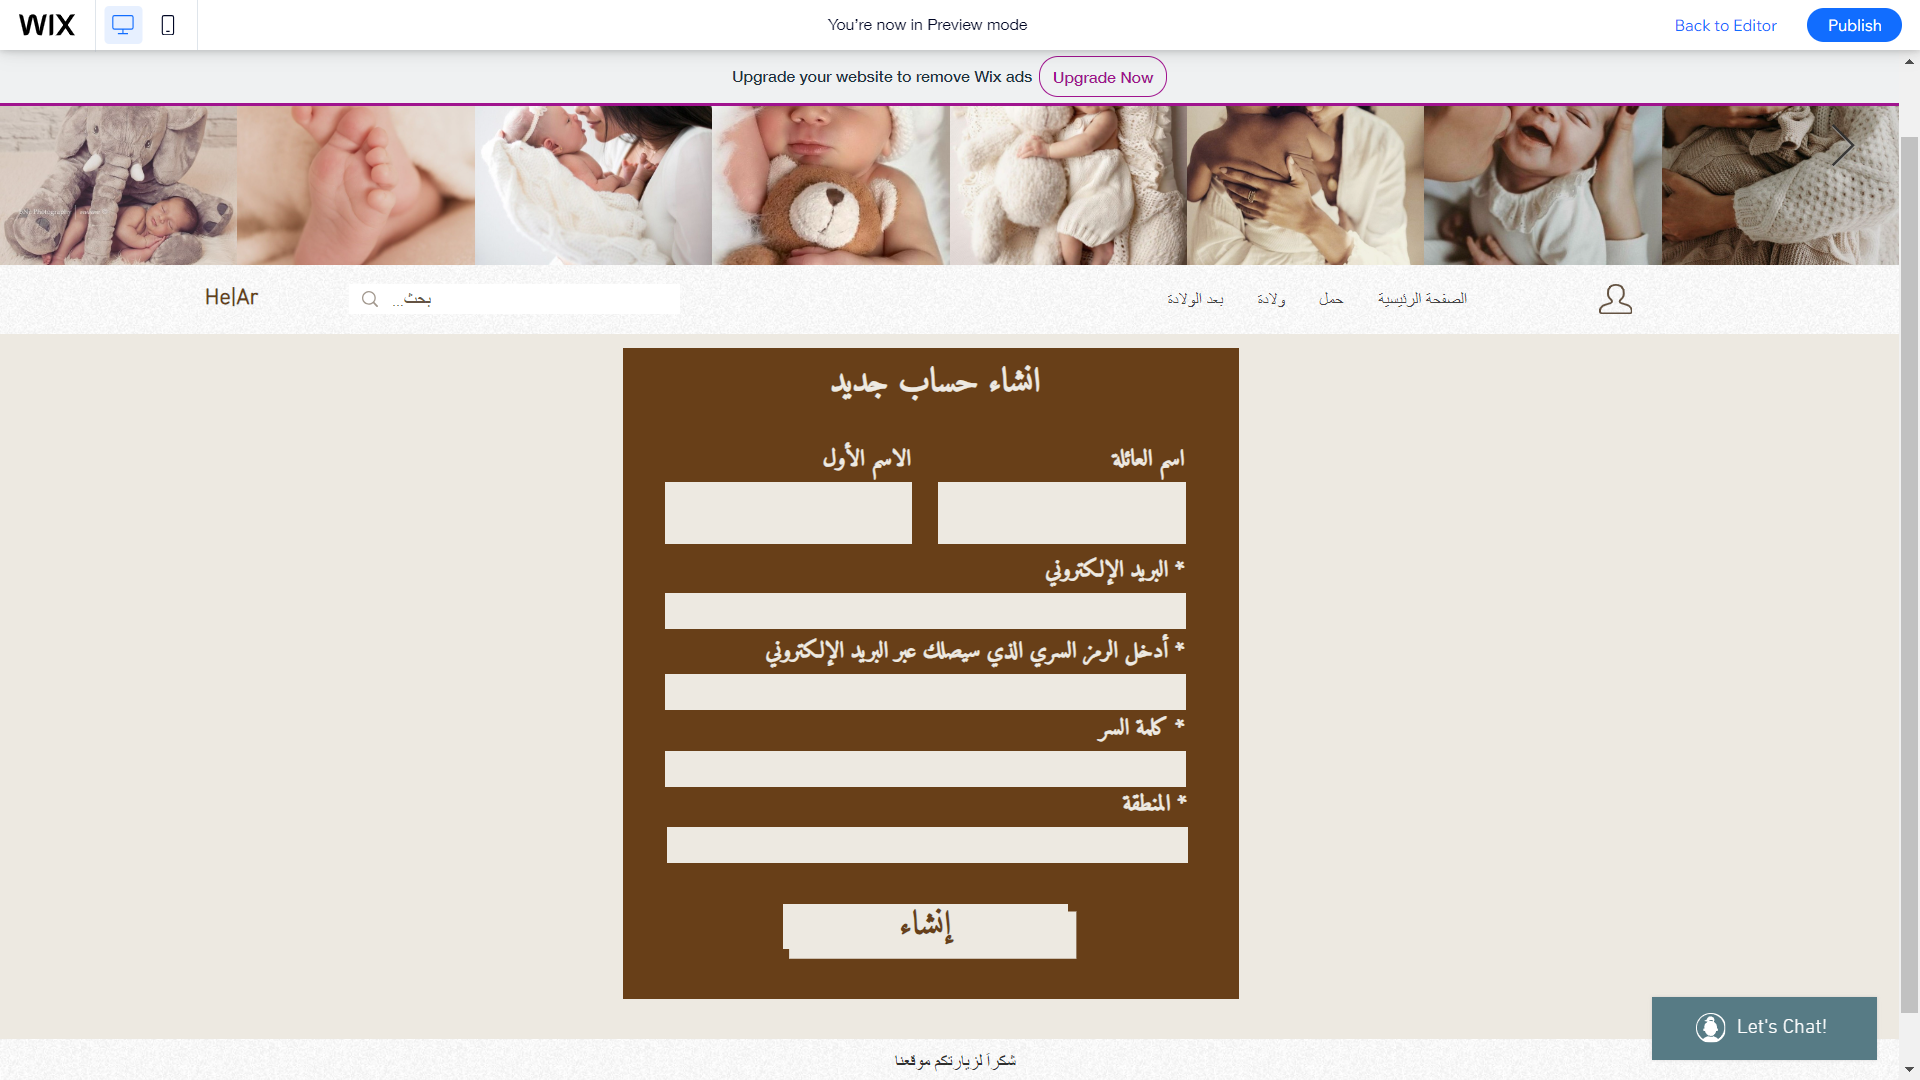 WIX
You're now in Preview mode
Back to Editor
Publish
Upgrade your website to remove Wix ads
Upgrade Now
He|Ar
بحث...
الصفحة الرئيسية
حمل
ولادة
بعد الولادة
انشاء حساب جديد
اسم العائلة
الاسم الأول
* البريد الإلكتروني
* أدخل الرمز السري الذي سيصلك عبر البريد الإلكتروني
* كلمة السر
* المنطقة
إنشاء
Let's Chat!
شكراً لزيارتكم موقعنا